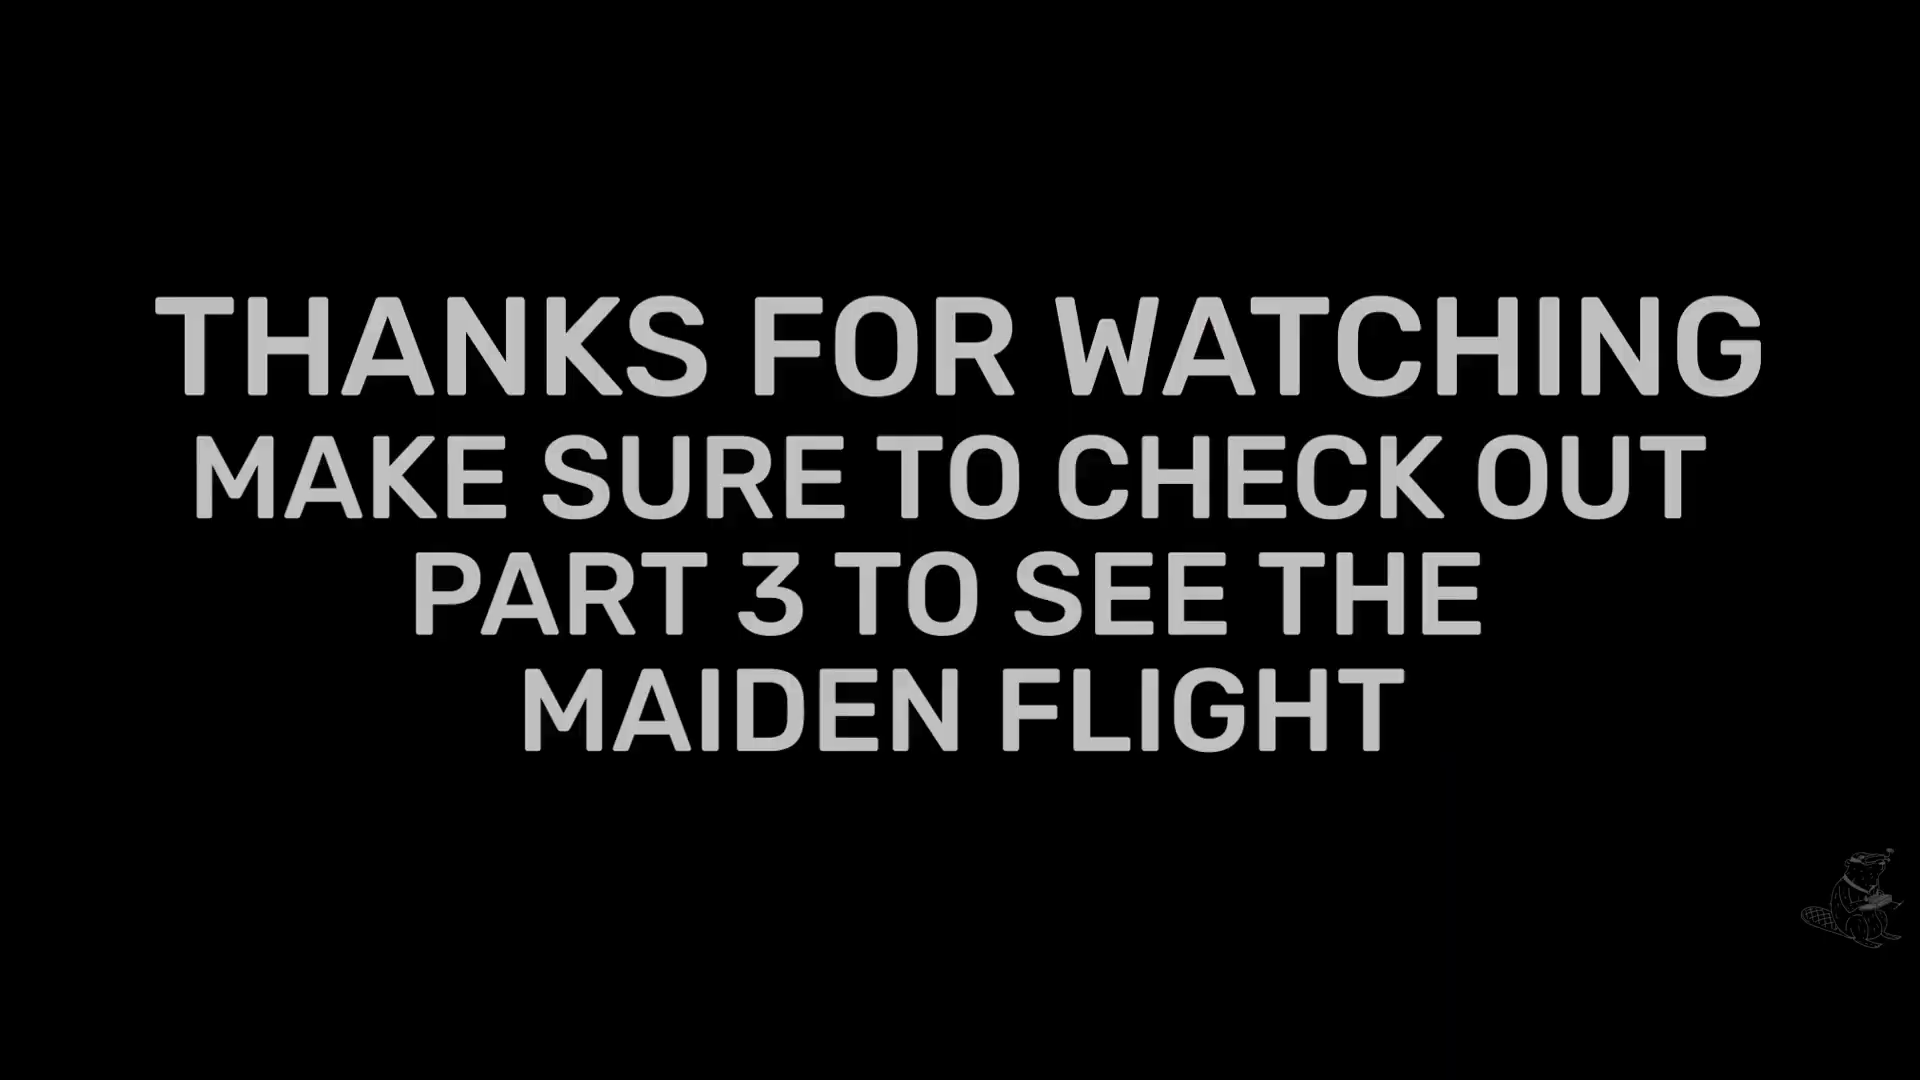 THANKS FOR WATCHING
MAKE SURE TO CHECK OUT
PART 3 TO SEE THE
MAIDEN FLIGHT